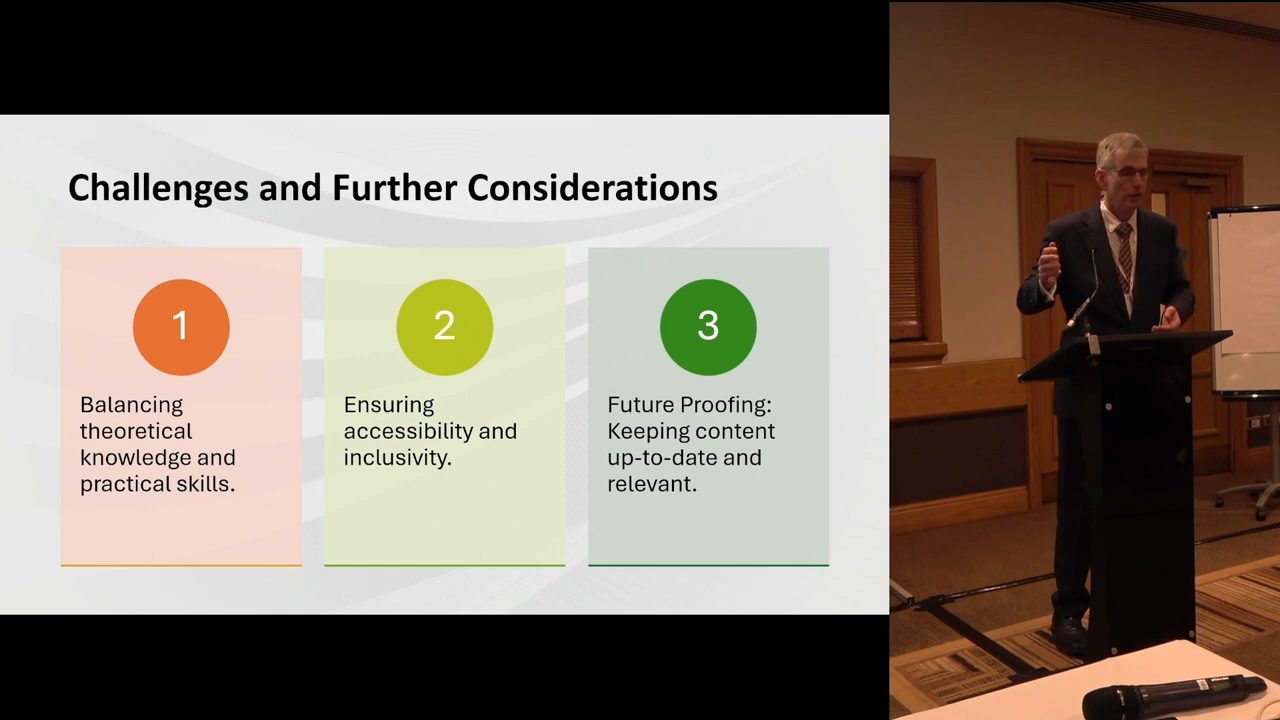 Challenges and Further Considerations
1
Balancing
theoretical
knowledge and
practical skills.
2
Ensuring
accessibility and
inclusivity.
3
Future Proofing:
Keeping content
up-to-date and
relevant.